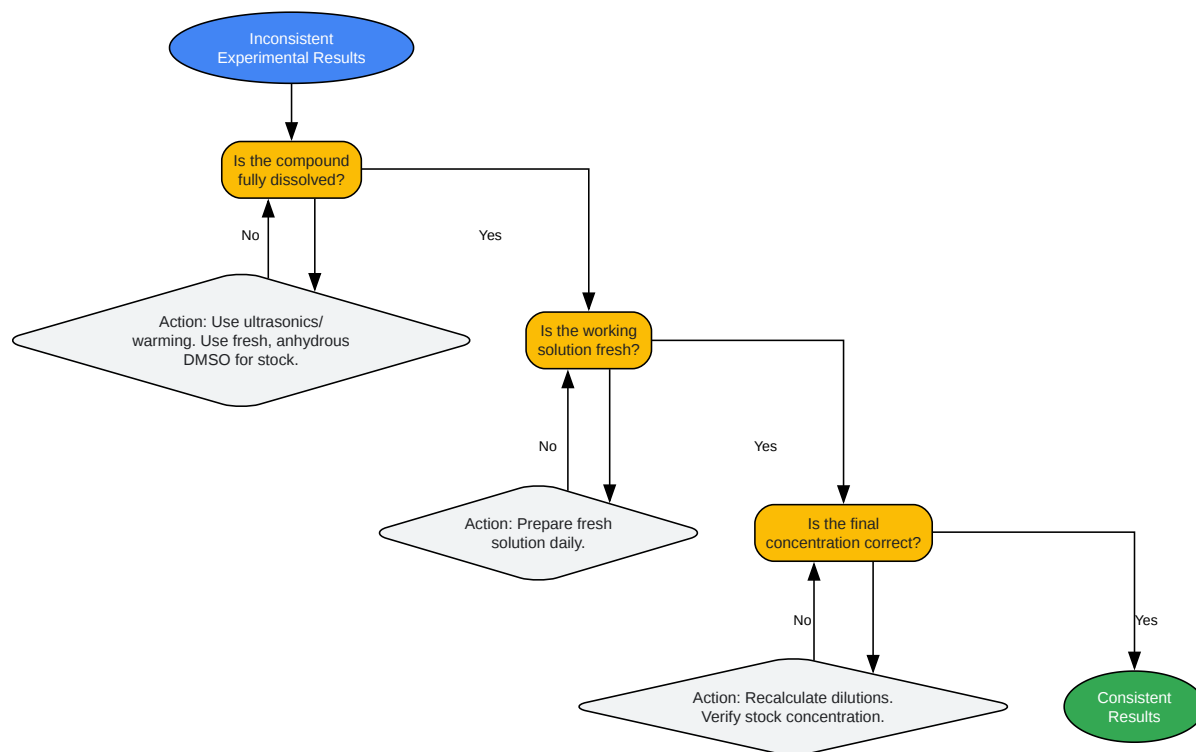 Inconsistent
Experimental Results
Is the compound
fully dissolved?
No
Yes
Action: Use ultrasonics/
warming. Use fresh, anhydrous
DMSO for stock.
Is the working
solution fresh?
No
Yes
Action: Prepare fresh
solution daily.
Is the final
concentration correct?
No
Yes
Action: Recalculate dilutions.
Verify stock concentration.
Consistent
Results